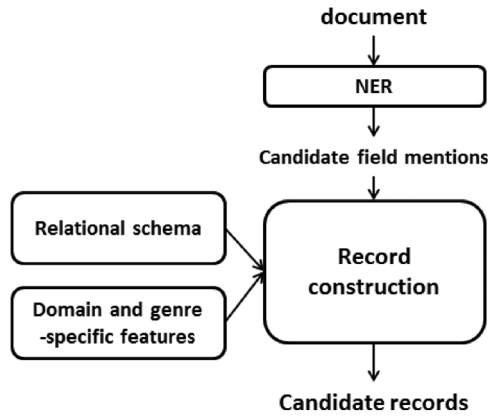 document
NER
Candidate field mentions
Relational schema
Record
construction
Domain and genre
-specific features
Candidate records